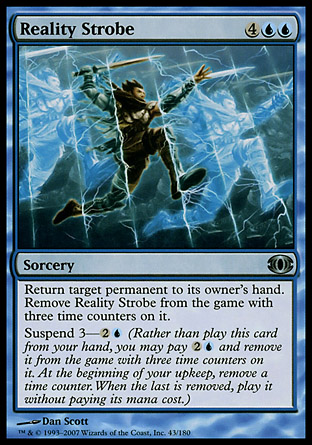 Reality Strobe 4
Sorcery
Return target permanent to its owner's hand.
Remove Reality Strobe from the game with
three time counters on it.
Suspend 3—2 (Rather than play this card
from your hand, you may pay 2 and remove
it from the game with three time counters
on it. At the beginning of your upkeep, remove a
time counter. When the last is removed, play it
without paying its mana cost.)
Dan Scott
™ & © 1993–2007 Wizards of the Coast, Inc. 43/180